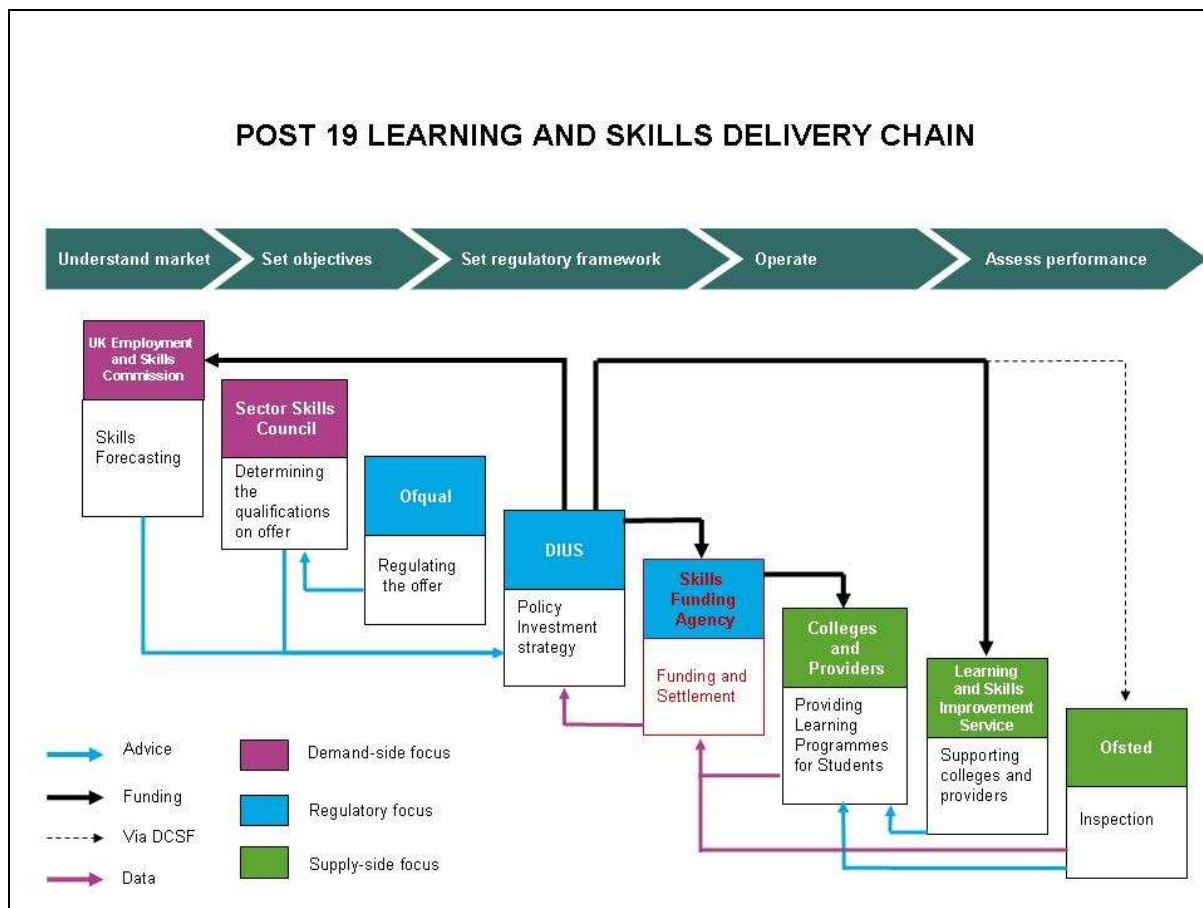 POST 19 LEARNING AND SKILLS DELIVERY CHAIN
Understand market
Set objectives
Set regulatory framework
Operate
Assess performance
UK Employment
and Skills
Commission
Skills
Forecasting
Sector Skills
Council
Determining
the
qualifications
on offer
Ofqual
Regulating
the offer
DIUS
Policy
Investment
strategy
Skills
Funding
Agency
Funding and
Settlement
Colleges
and
Providers
Providing
Learning
Programmes
for Students
Learning
and Skills
Improvement
Service
Supporting
colleges and
providers
Ofsted
Inspection
Advice
Funding
Via DCSF
Data
Demand-side focus
Regulatory focus
Supply-side focus